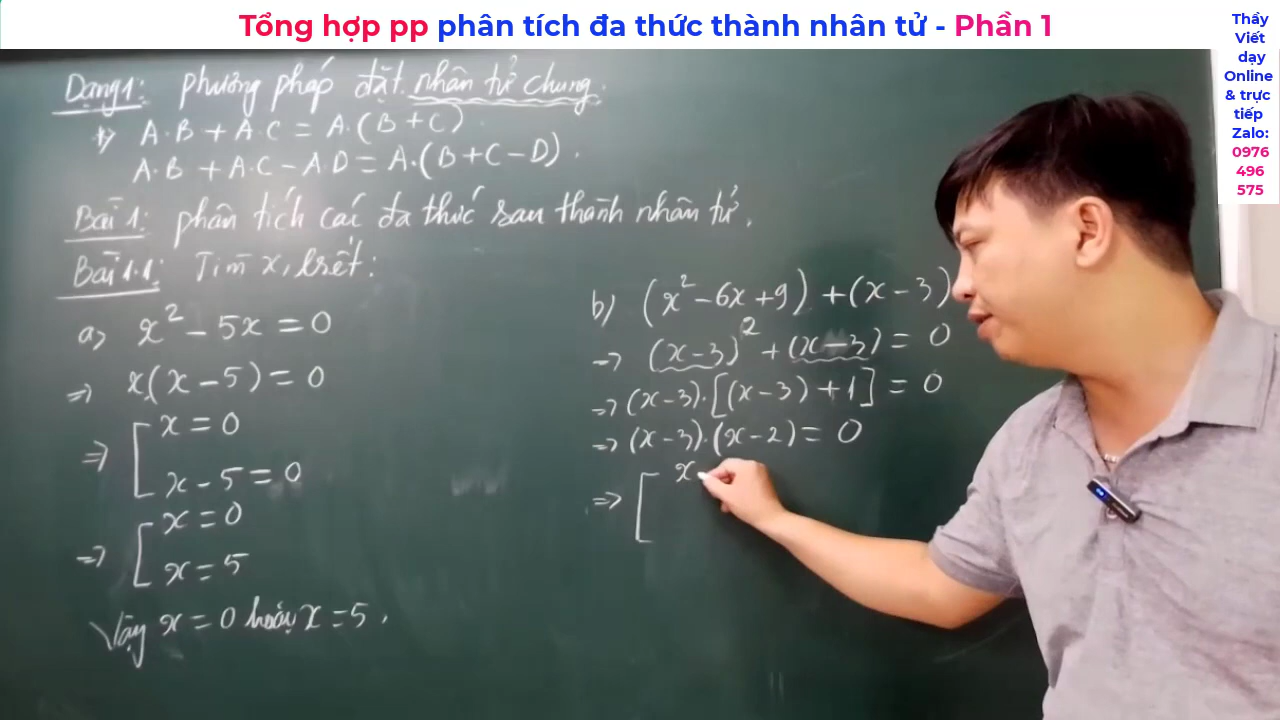 Tổng hợp pp phân tích đa thức thành nhân tử - Phần 1
Thầy
Viết
dạy
Online
& trực
tiếp
Zalo:
0976
496
575
Dạng 1: phương pháp đặt nhân tử chung.
*) A.B + A.C = A.(B+C)
A.B + A.C - A.D = A.(B+C-D).
Bài 1: phân tích các đa thức sau thành nhân tử.
Bài 1.1: Tìm x, biết:
a) x² - 5x = 0
=> x(x-5) = 0
=> [ x = 0
x - 5 = 0
=> [ x = 0
x = 5
Vậy x = 0 hoặc x = 5.
b) (x² - 6x + 9) + (x - 3)
=> (x-3)² + (x-3) = 0
=> (x-3).[(x-3) + 1] = 0
=> (x-3).(x-2) = 0
=> [ x